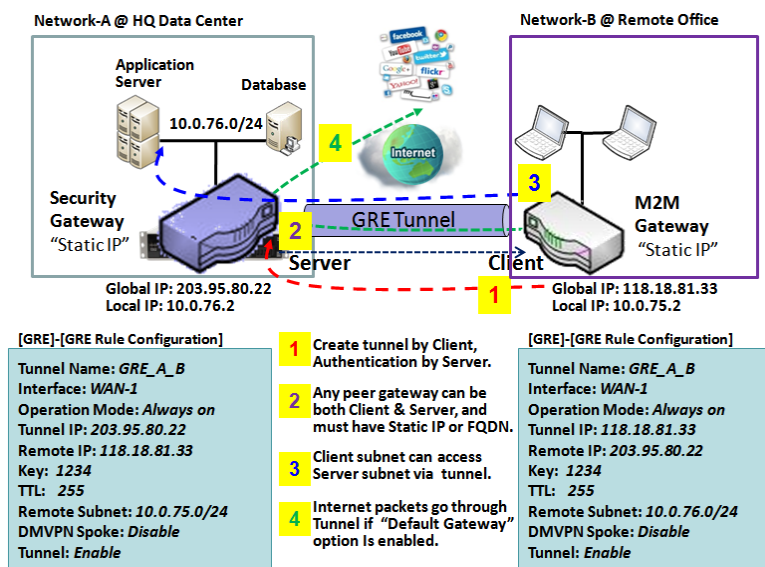 Network-A @ HQ Data Center
Network-B @ Remote Office
Application
Server
Database
10.0.76.0/24
facebook
YouTube
twitter
Google+
flickr
YAHOO!
my
Internet
4
3
Security
Gateway
“Static IP”
2
GRE Tunnel
M2M
Gateway
“Static IP”
Server
Client
1
Global IP: 203.95.80.22
Local IP: 10.0.76.2
Global IP: 118.18.81.33
Local IP: 10.0.75.2
[GRE]-[GRE Rule Configuration]
Tunnel Name: GRE_A_B
Interface: WAN-1
Operation Mode: Always on
Tunnel IP: 203.95.80.22
Remote IP: 118.18.81.33
Key: 1234
TTL: 255
Remote Subnet: 10.0.75.0/24
DMVPN Spoke: Disable
Tunnel: Enable
1 Create tunnel by Client,
Authentication by Server.
2 Any peer gateway can be
both Client & Server, and
must have Static IP or FQDN.
3 Client subnet can access
Server subnet via tunnel.
4 Internet packets go through
Tunnel if “Default Gateway”
option Is enabled.
[GRE]-[GRE Rule Configuration]
Tunnel Name: GRE_A_B
Interface: WAN-1
Operation Mode: Always on
Tunnel IP: 118.18.81.33
Remote IP: 203.95.80.22
Key: 1234
TTL: 255
Remote Subnet: 10.0.76.0/24
DMVPN Spoke: Disable
Tunnel: Enable